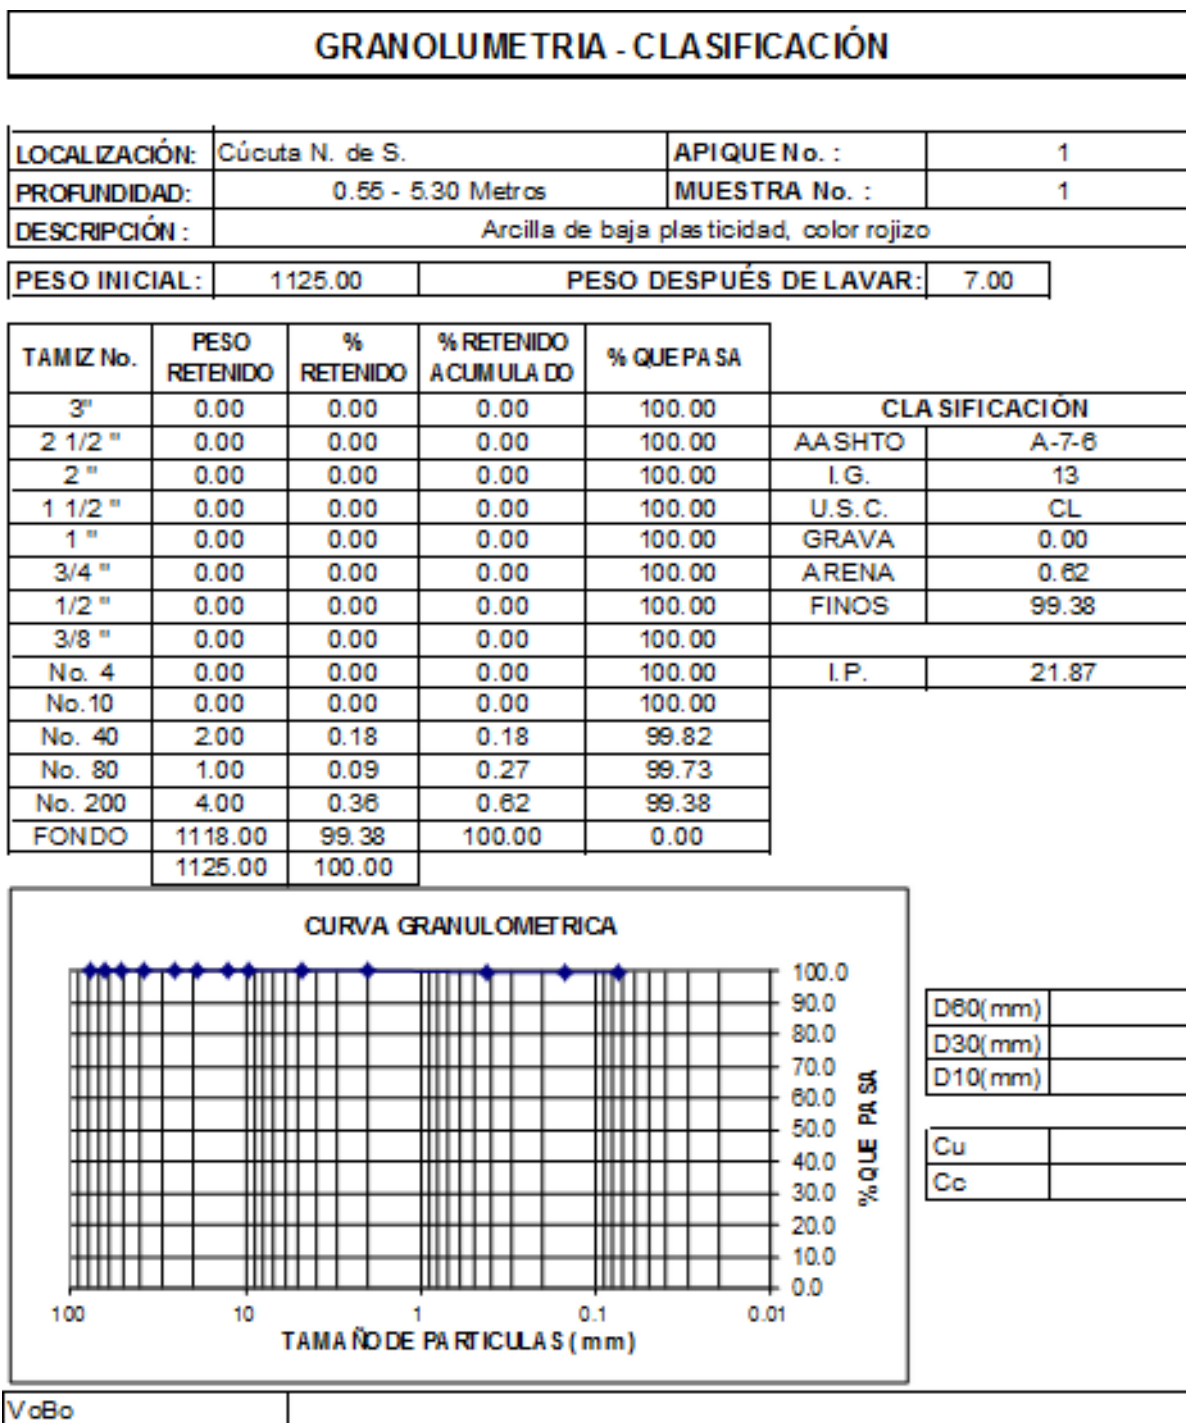 GRANOLUMETRIA - CLASIFICACIÓN
LOCALIZACIÓN: Cúcuta N. de S. APIQUE No. : 1
PROFUNDIDAD: 0.55 - 5.30 Metros MUESTRA No. : 1
DESCRIPCIÓN : Arcilla de baja plasticidad, color rojizo
PESO INICIAL: 1125.00 PESO DESPUÉS DE LAVAR: 7.00
TAMIZ No. PESO RETENIDO % RETENIDO % RETENIDO ACUMULADO % QUE PASA
3" 0.00 0.00 0.00 100.00 CLASIFICACIÓN
2 1/2 " 0.00 0.00 0.00 100.00 AASHTO A-7-6
2 " 0.00 0.00 0.00 100.00 I.G. 13
1 1/2 " 0.00 0.00 0.00 100.00 U.S.C. CL
1 " 0.00 0.00 0.00 100.00 GRAVA 0.00
3/4 " 0.00 0.00 0.00 100.00 ARENA 0.62
1/2 " 0.00 0.00 0.00 100.00 FINOS 99.38
3/8 " 0.00 0.00 0.00 100.00
No. 4 0.00 0.00 0.00 100.00 I.P. 21.87
No.10 0.00 0.00 0.00 100.00
No. 40 2.00 0.18 0.18 99.82
No. 80 1.00 0.09 0.27 99.73
No. 200 4.00 0.36 0.62 99.38
FONDO 1118.00 99.38 100.00 0.00
1125.00 100.00
CURVA GRANULOMETRICA
100.0
90.0
80.0
70.0
60.0
50.0
40.0
30.0
20.0
10.0
0.0
% QUE PASA
100 10 1 0.1 0.01
TAMAÑO DE PARTICULAS ( mm )
D60(mm)
D30(mm)
D10(mm)
Cu
Cc
VoBo